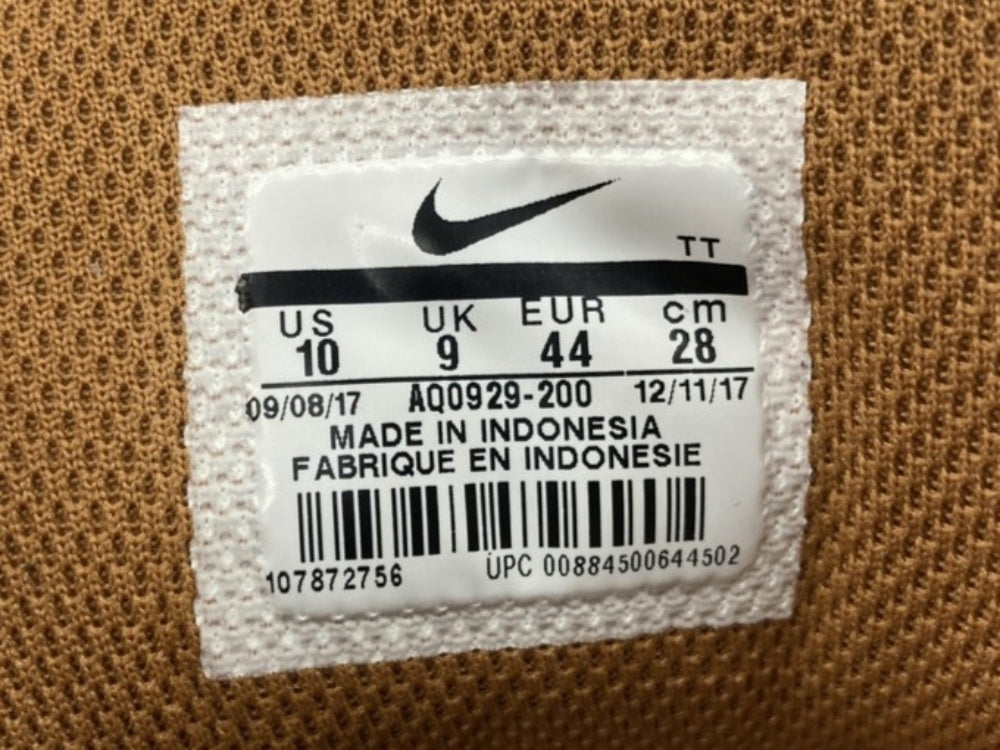 TT
US UK EUR cm
10 9 44 28
09/08/17 AQ0929-200 12/11/17
MADE IN INDONESIA
FABRIQUE EN INDONESIE
107872756 UPC 00884500644502